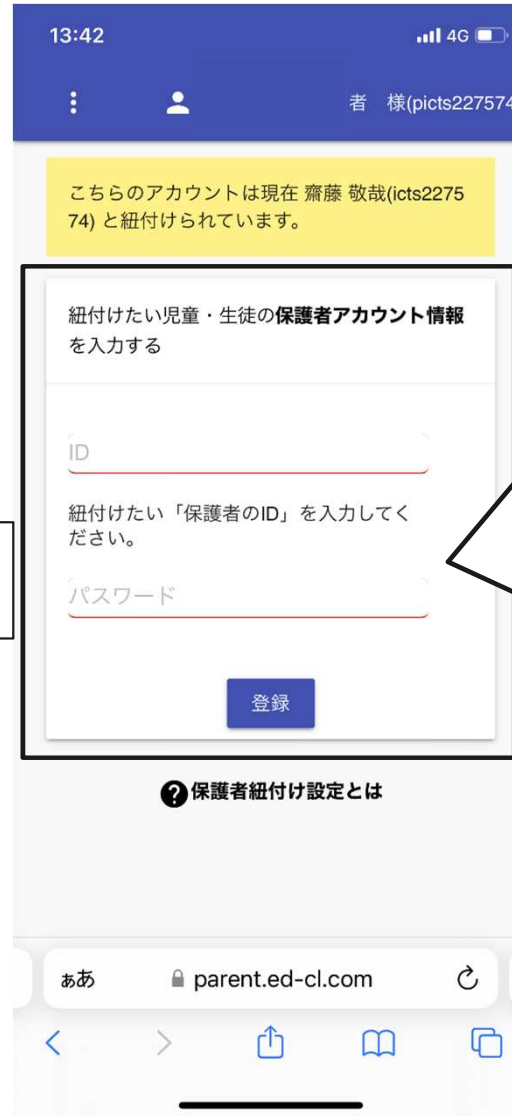 13:42
4G
者 様(picts227574
こちらのアカウントは現在 齋藤 敬哉(icts2275
74) と紐付けられています。
紐付けたい児童・生徒の保護者アカウント情報
を入力する
ID
紐付けたい「保護者のID」を入力してく
ださい。
パスワード
登録
?保護者紐付け設定とは
ぁあ
parent.ed-cl.com